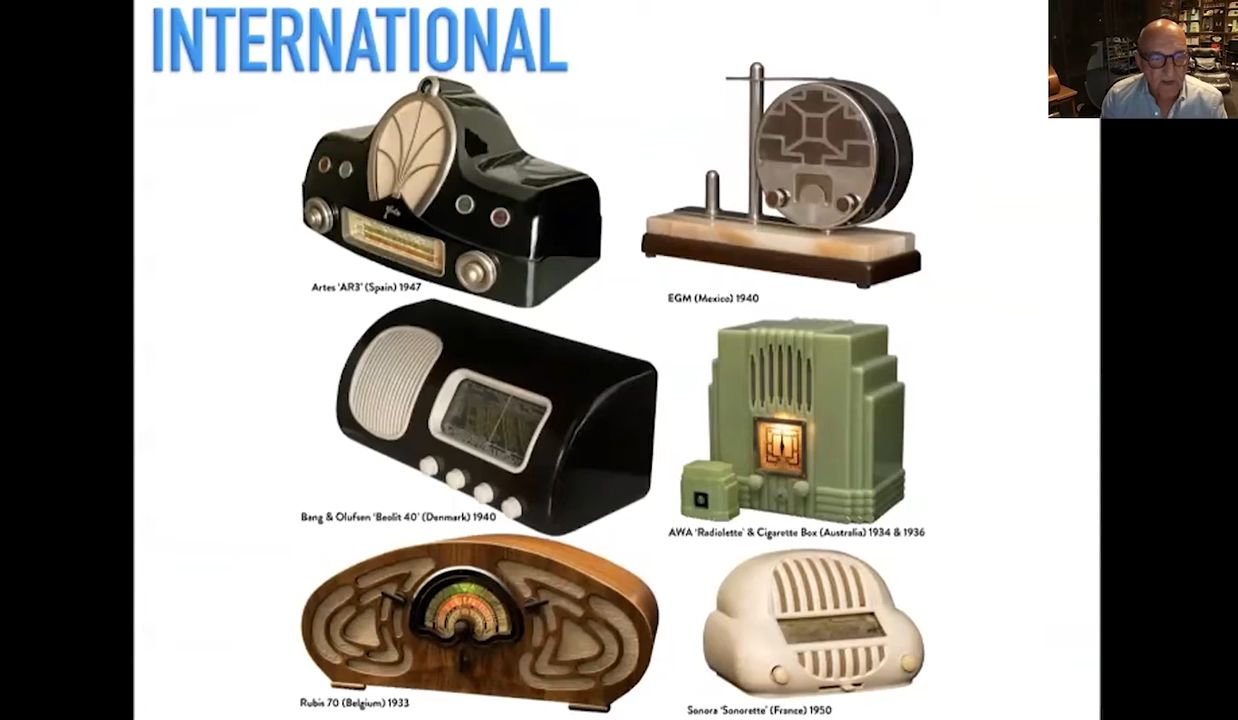 INTERNATIONAL
Artes 'AR3' (Spain) 1947
EGM (Mexico) 1940
Bang & Olufsen 'Beolit 40' (Denmark) 1940
AWA 'Radiolette' & Cigarette Box (Australia) 1934 & 1936
Rubis 70 (Belgium) 1933
Sonora 'Sonorette' (France) 1950